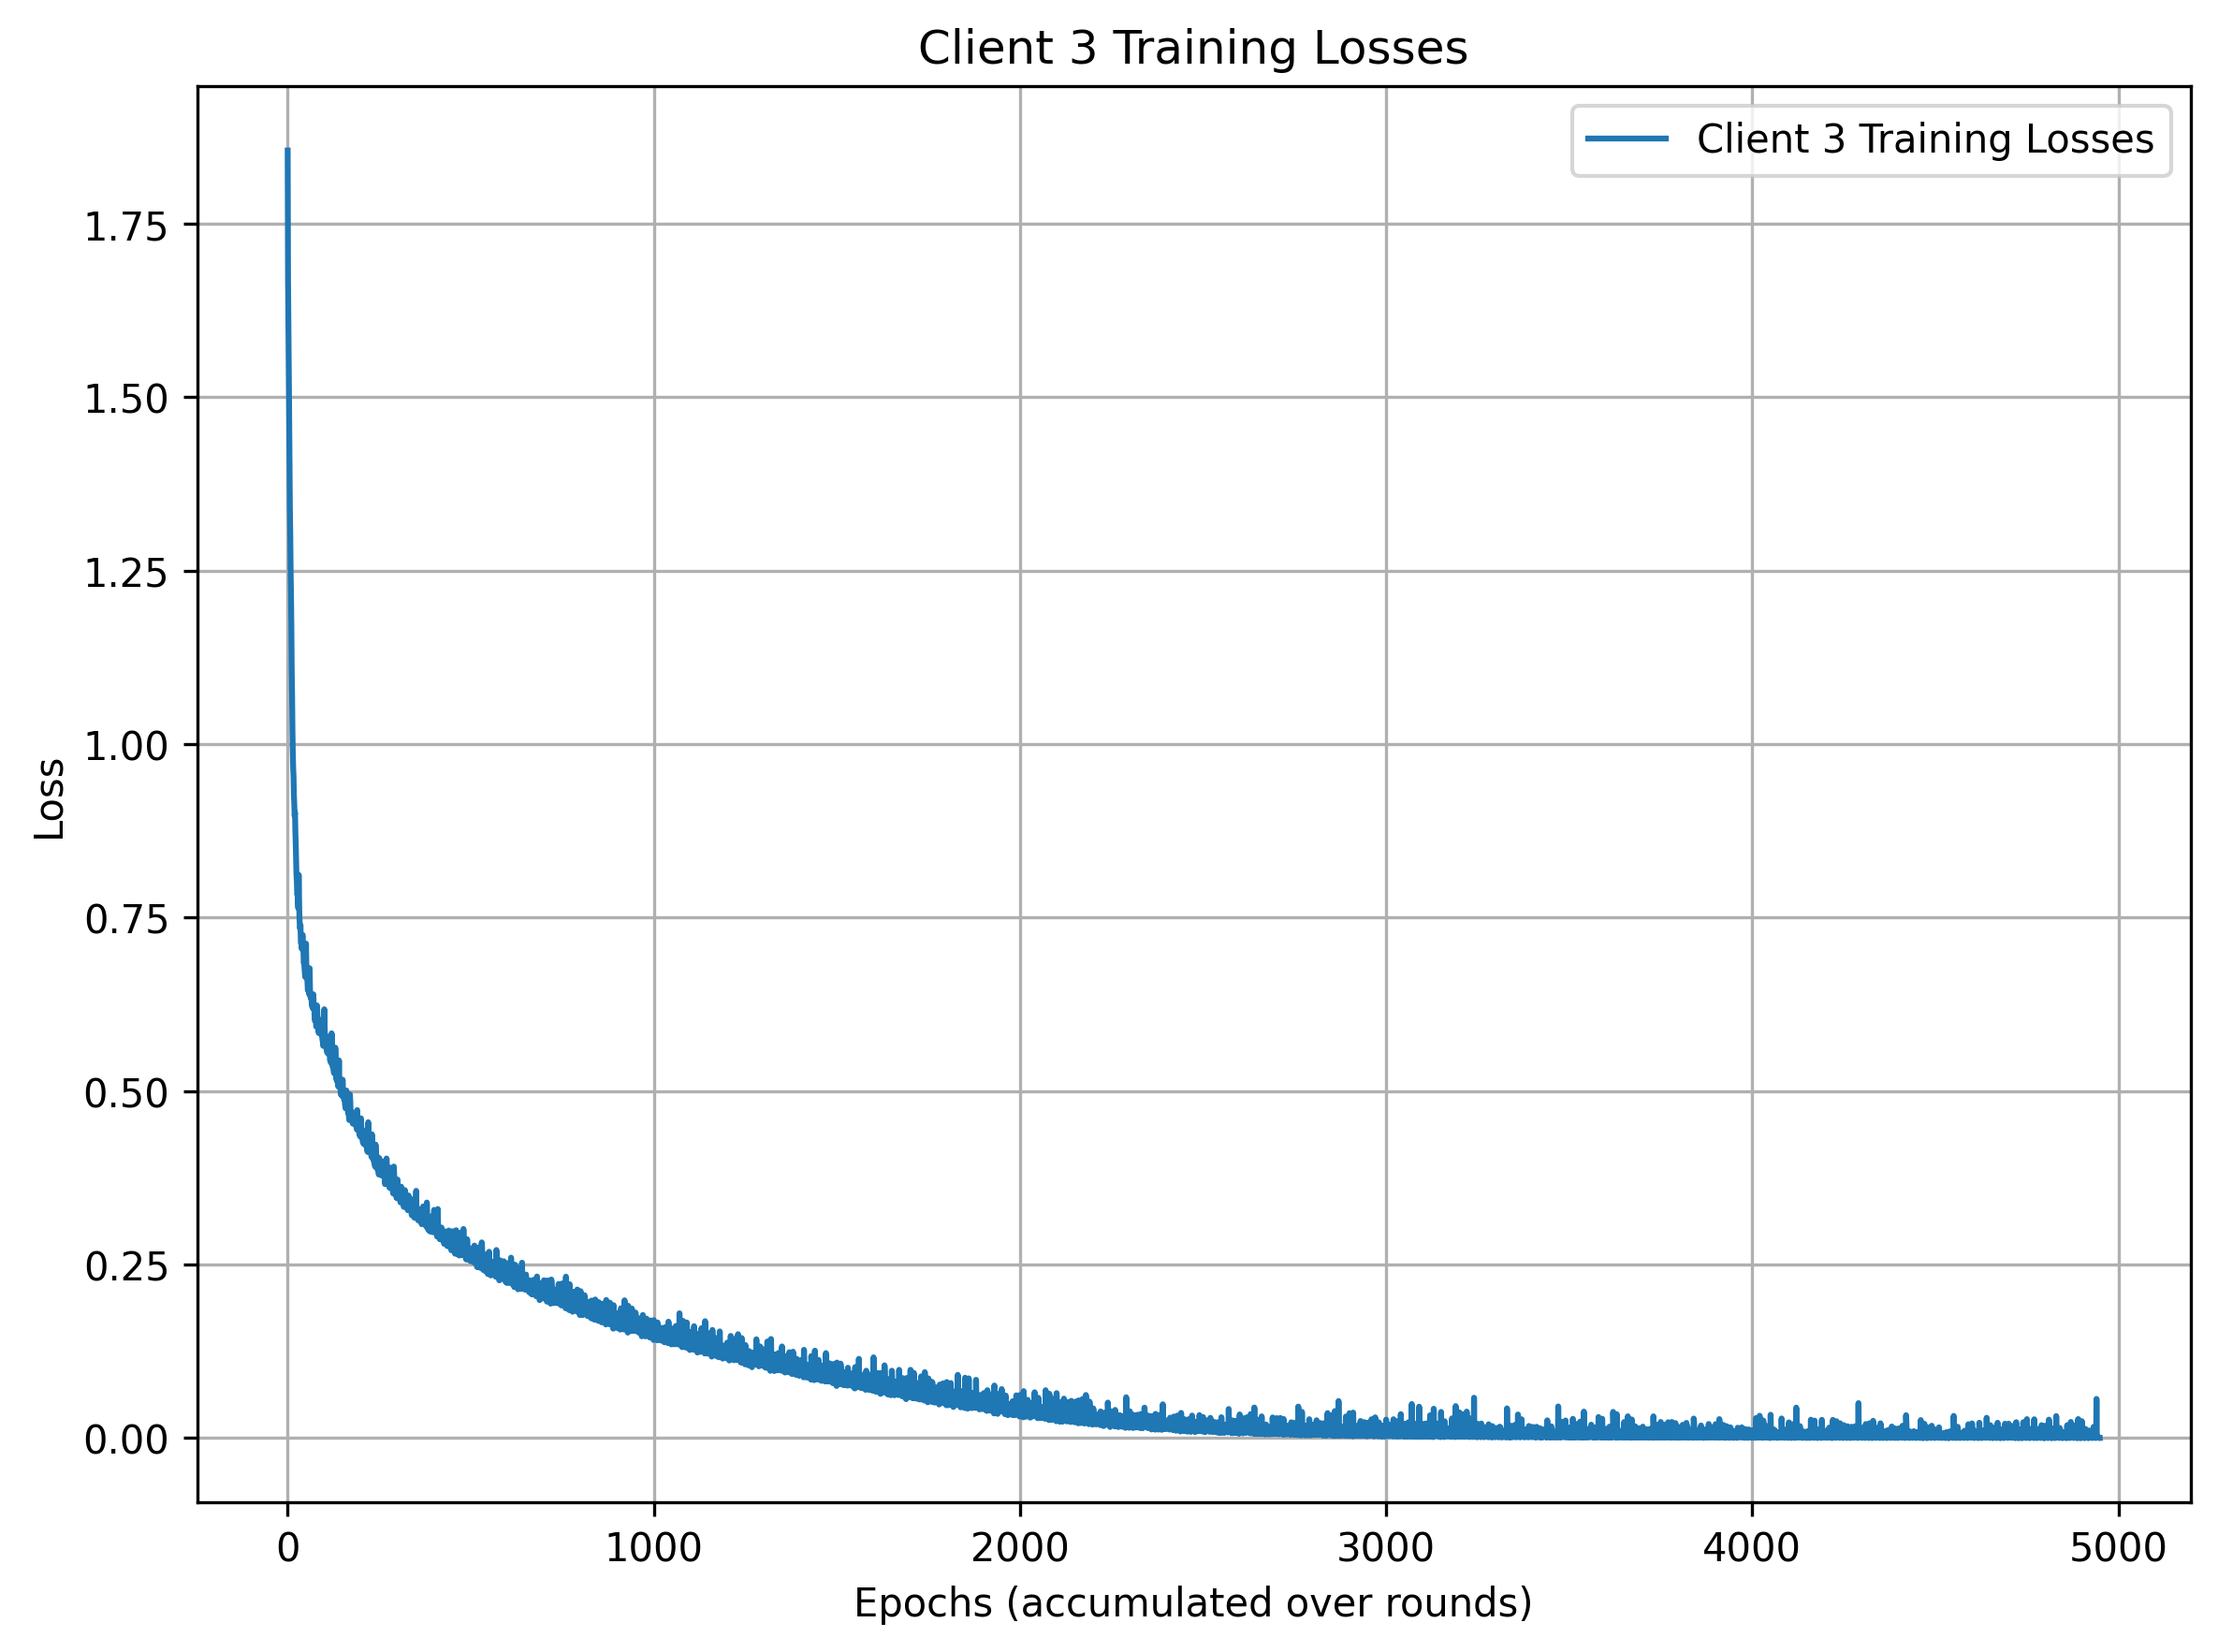 Client 3 Training Losses
Client 3 Training Losses
1.75
1.50
1.25
1.00
0.75
0.50
0.25
0.00
Loss
0 1000 2000 3000 4000 5000
Epochs (accumulated over rounds)